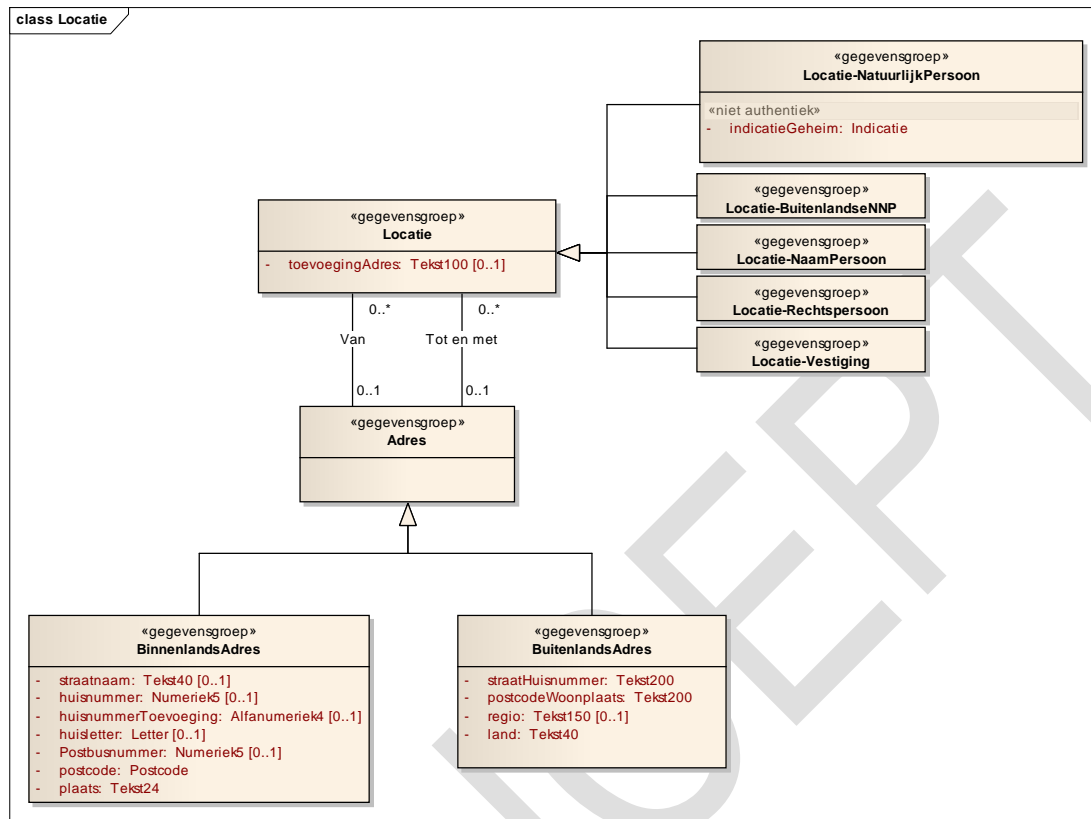 class Locatie
«gegevensgroep»
Locatie-NatuurlijkPersoon
«niet authentiek»
- indicatieGeheim: Indicatie
«gegevensgroep»
Locatie-BuitenlandseNNP
«gegevensgroep»
Locatie
- toevoegingAdres: Tekst100 [0..1]
«gegevensgroep»
Locatie-NaamPersoon
«gegevensgroep»
Locatie-Rechtspersoon
«gegevensgroep»
Locatie-Vestiging
0..* 0..*
Van Tot en met
0..1 0..1
«gegevensgroep»
Adres
«gegevensgroep»
BinnenlandsAdres
- straatnaam: Tekst40 [0..1]
- huisnummer: Numeriek5 [0..1]
- huisnummerToevoeging: Alfanumeriek4 [0..1]
- huisletter: Letter [0..1]
- Postbusnummer: Numeriek5 [0..1]
- postcode: Postcode
- plaats: Tekst24
«gegevensgroep»
BuitenlandsAdres
- straatHuisnummer: Tekst200
- postcodeWoonplaats: Tekst200
- regio: Tekst150 [0..1]
- land: Tekst40